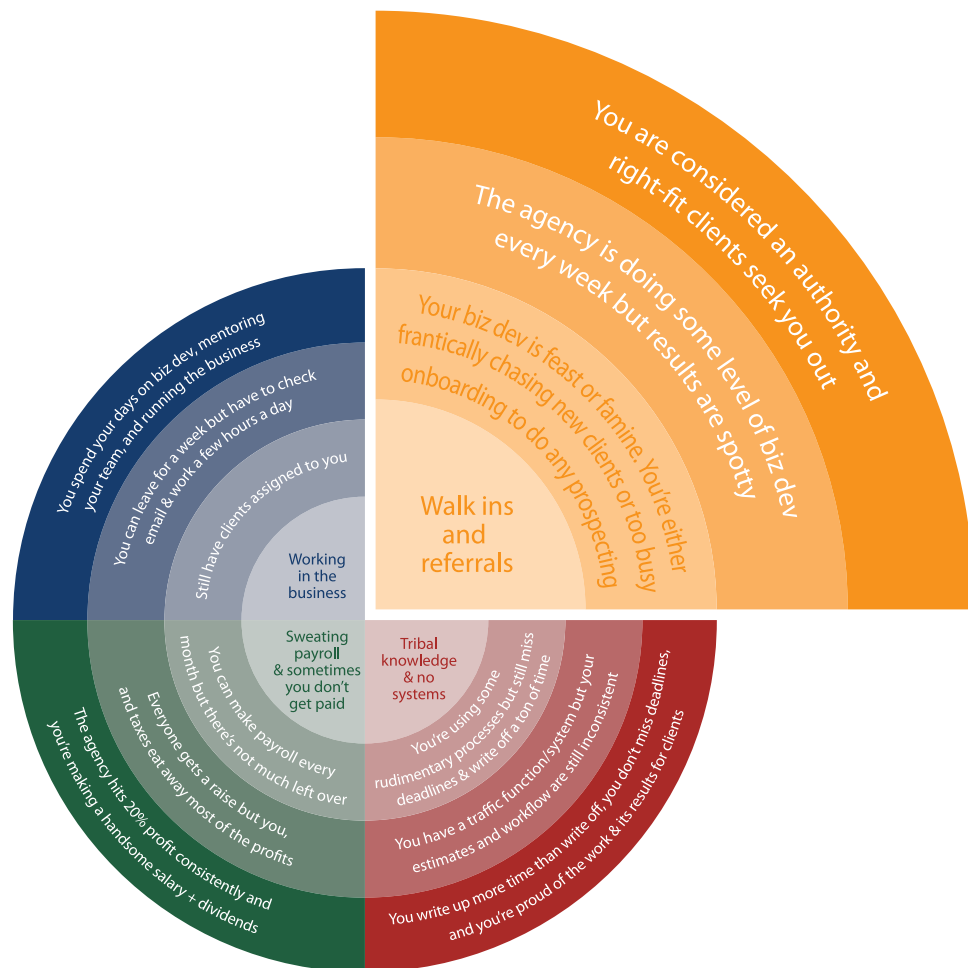 You are considered an authority and
right-fit clients seek you out
The agency is doing some level of biz dev
every week but results are spotty
Your biz dev is feast or famine. You're either
frantically chasing new clients or too busy
onboarding to do any prospecting
Walk ins
and
referrals
You spend your days on biz dev, mentoring
your team, and running the business
You can leave for a week but have to check
email & work a few hours a day
Still have clients assigned to you
Working
in the
business
Sweating
payroll
& sometimes
you don't
get paid
You can make payroll every
month but there's not much left over
Everyone gets a raise but you,
and taxes eat away most of the profits
The agency hits 20% profit consistently and
you're making a handsome salary + dividends
Tribal
knowledge
& no
systems
You're using some
rudimentary processes but still miss
deadlines & write off a ton of time
You have a traffic function/system but your
estimates and workflow are still inconsistent
You write up more time than write off, you don't miss deadlines,
and you're proud of the work & its results for clients